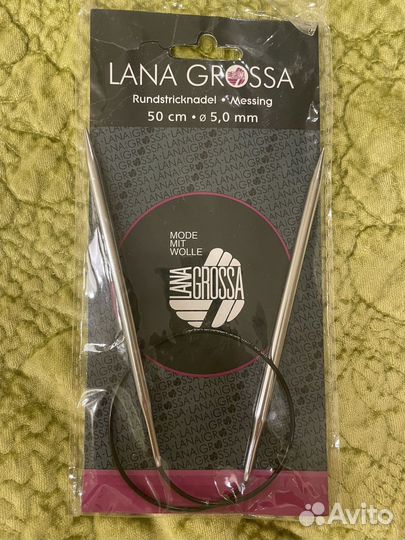 LANA GROSSA
Rundstricknadel • Messing
50 cm • ø 5,0 mm
MODE
MIT
WOLLE
LANA
GROSSA
Avito